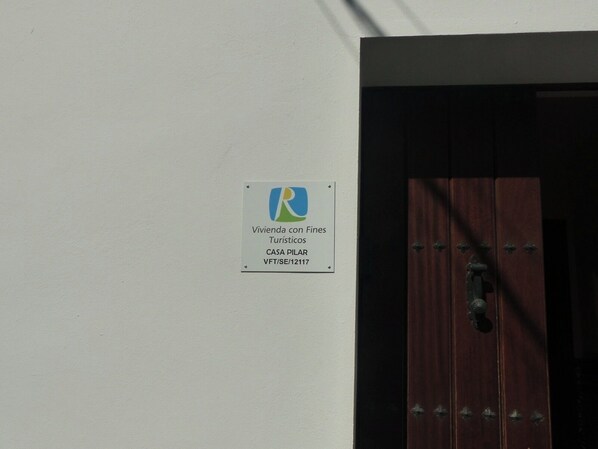 R
Vivienda con Fines
Turísticos
CASA PILAR
VFT/SE/12117